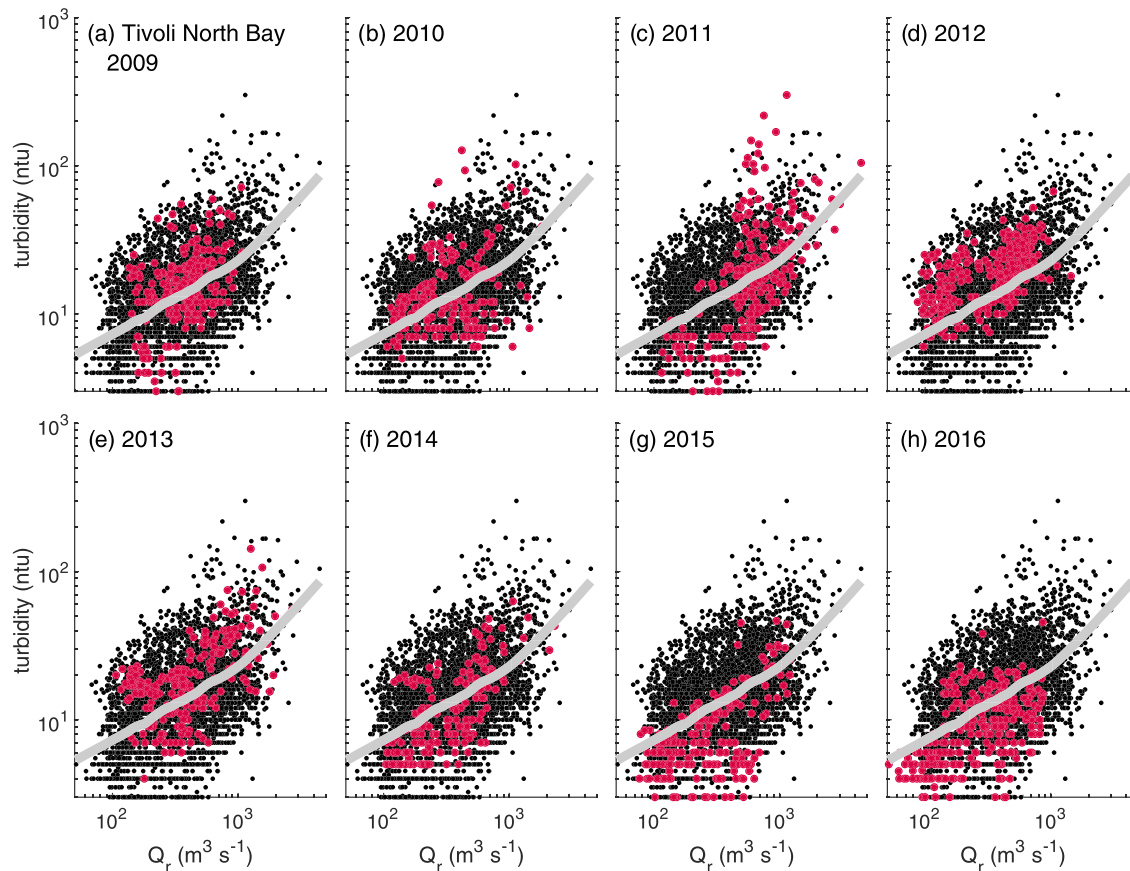 10³
(a) Tivoli North Bay
2009
(b) 2010
(c) 2011
(d) 2012
10²
turbidity (ntu)
10¹
10³
(e) 2013
(f) 2014
(g) 2015
(h) 2016
10²
turbidity (ntu)
10¹
10² 10³ 10² 10³ 10² 10³ 10² 10³
Qᵣ (m³ s⁻¹) Qᵣ (m³ s⁻¹) Qᵣ (m³ s⁻¹) Qᵣ (m³ s⁻¹)